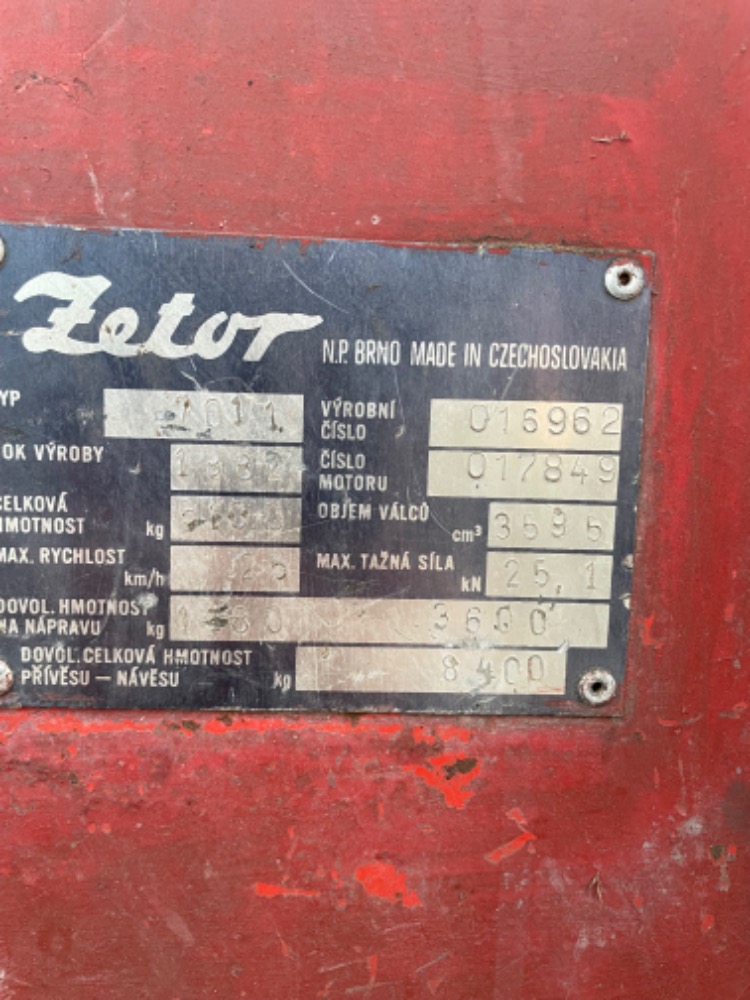 Zetor N.P. BRNO MADE IN CZECHOSLOVAKIA
YP 7011 VÝROBNÍ ČÍSLO 016962
OK VÝROBY ČÍSLO MOTORU 017849
CELKOVÁ HMOTNOST kg OBJEM VÁLCŮ cm³ 3595
MAX. RYCHLOST km/h 25 MAX. TAŽNÁ SÍLA kN 25,1
DOVOL. HMOTNOST NA NÁPRAVU kg 3600
DOVOL. CELKOVÁ HMOTNOST PŘÍVĚSU — NÁVĚSU kg 8400